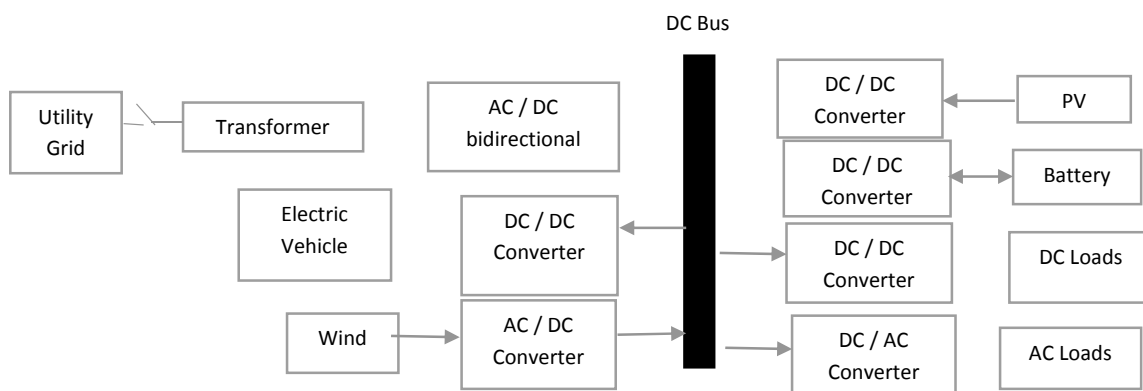 DC Bus
Utility
Grid
Transformer
AC / DC
bidirectional
DC / DC
Converter
PV
DC / DC
Converter
Battery
Electric
Vehicle
DC / DC
Converter
DC / DC
Converter
DC Loads
Wind
AC / DC
Converter
DC / AC
Converter
AC Loads